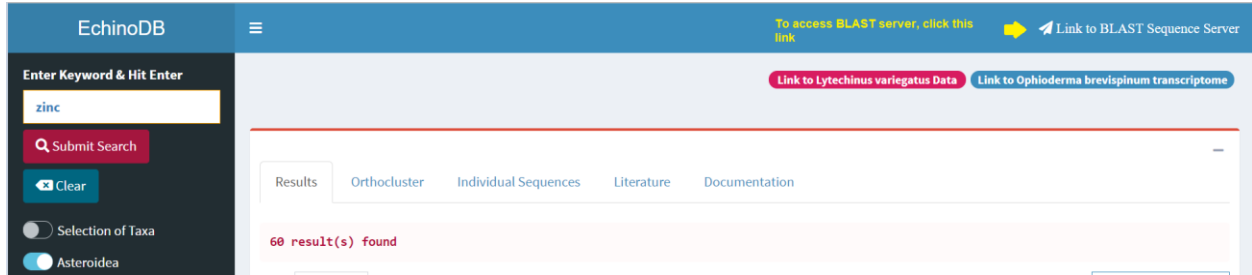 EchinoDB
To access BLAST server, click this
link
Link to BLAST Sequence Server
Enter Keyword & Hit Enter
zinc
Link to Lytechinus variegatus Data
Link to Ophioderma brevispinum transcriptome
Submit Search
Clear
Results Orthocluster Individual Sequences Literature Documentation
Selection of Taxa
60 result(s) found
Asteroidea